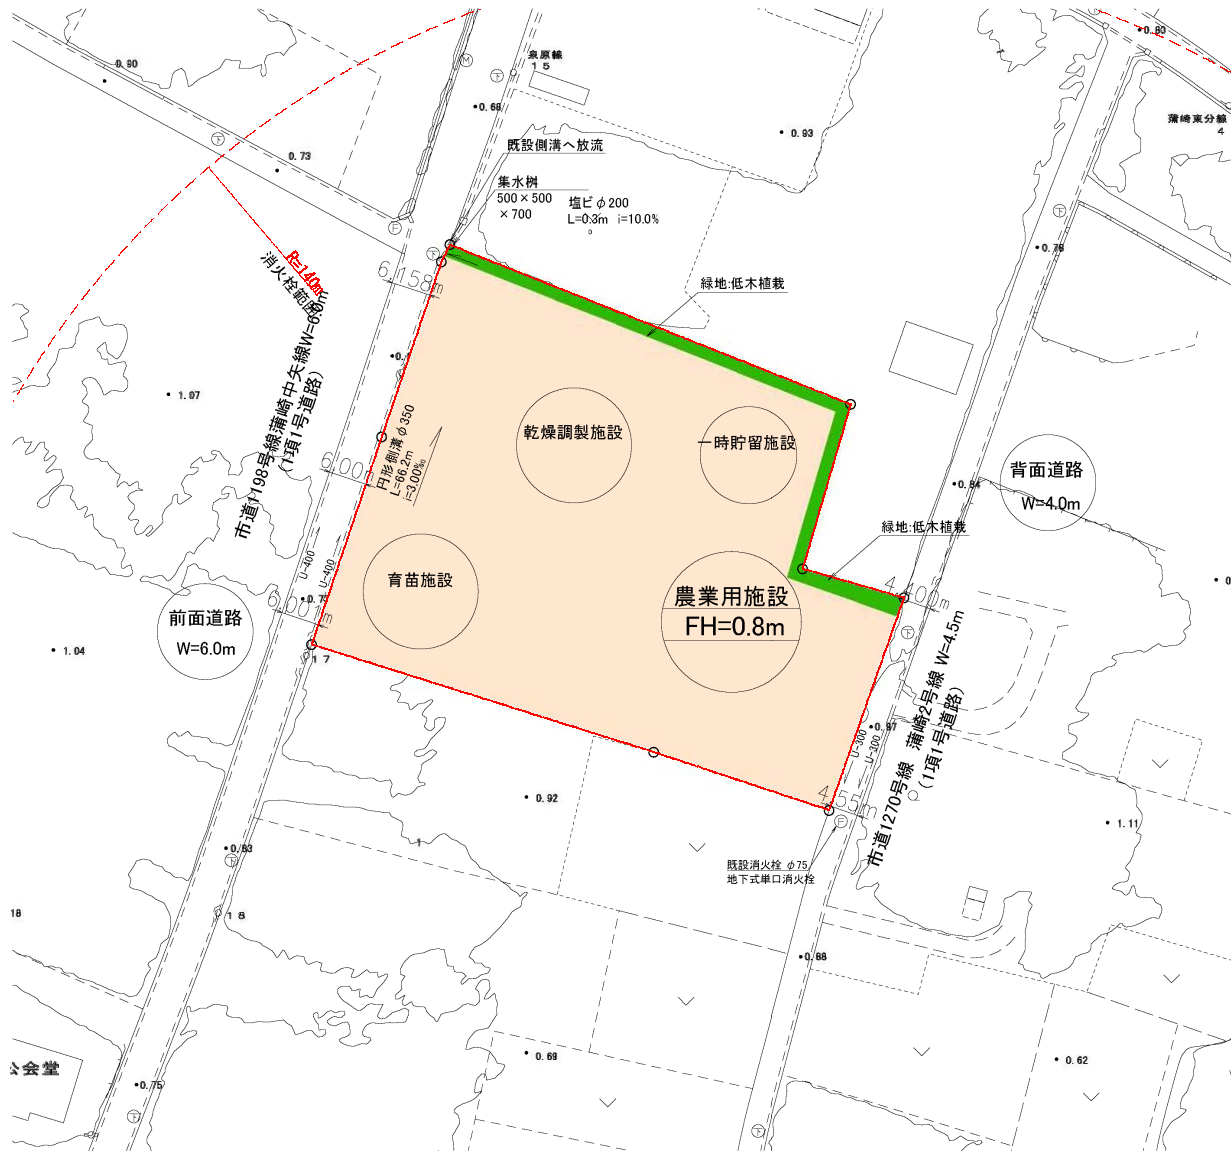 0.90
泉原線
15
0.68
0.93
0.83
蒲崎東分線
4
既設側溝へ放流
0.73
集水桝
500×500
×700
塩ビφ200
L=0.3m i=10.0%
0.78
R=140m
消火栓範囲
6.158m
緑地:低木植栽
市道1198号線蒲崎中矢線W=6.0m
(1項1号道路)
1.07
円形側溝φ350
L=66.2m
i=3.00‰
乾燥調製施設
一時貯留施設
背面道路
W=4.0m
0.84
緑地:低木植栽
U-400
U-400
育苗施設
農業用施設
FH=0.8m
4.400m
前面道路
W=6.0m
6.001m
1.04
17
市道1270号線 蒲崎2号線 W=4.5m
(1項1号道路)
0.97
U-300
U-300
0.92
1.11
0.83
1
既設消火栓 φ75
地下式単口消火栓
18
18
0.88
0.69
0.62
公会堂
0.75